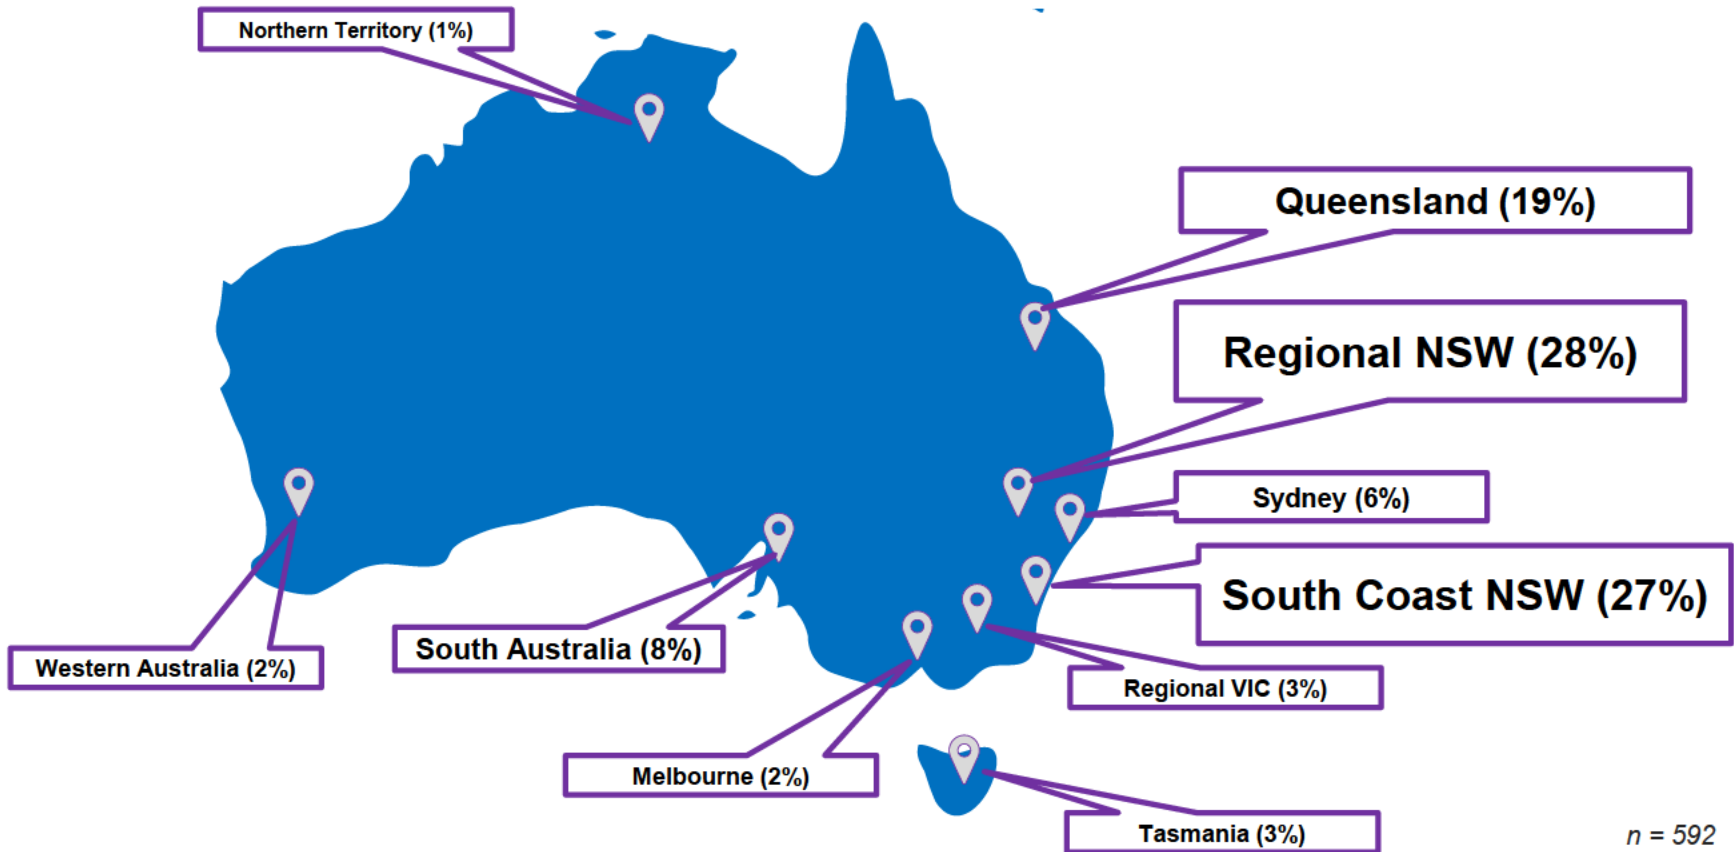 Northern Territory (1%)
Queensland (19%)
Regional NSW (28%)
Sydney (6%)
South Coast NSW (27%)
South Australia (8%)
Western Australia (2%)
Regional VIC (3%)
Melbourne (2%)
Tasmania (3%)
n = 592